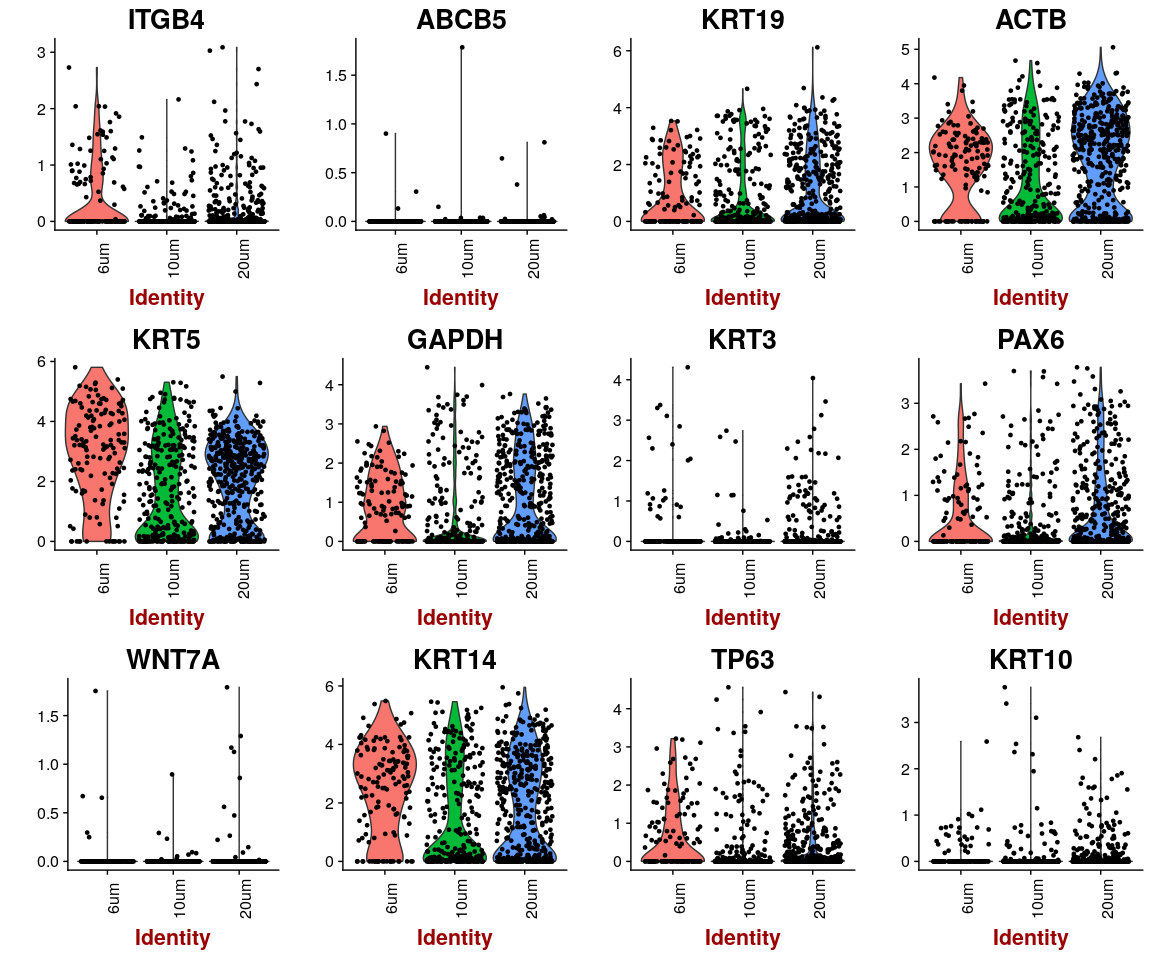 ITGB4 ABCB5 KRT19 ACTB
3 2 1 0
1.5 1.0 0.5 0.0
6 4 2 0
5 4 3 2 1 0
6um 10um 20um 6um 10um 20um 6um 10um 20um 6um 10um 20um
Identity Identity Identity Identity
KRT5 GAPDH KRT3 PAX6
6 4 2 0
4 3 2 1 0
4 3 2 1 0
3 2 1 0
6um 10um 20um 6um 10um 20um 6um 10um 20um 6um 10um 20um
Identity Identity Identity Identity
WNT7A KRT14 TP63 KRT10
1.5 1.0 0.5 0.0
6 4 2 0
4 3 2 1 0
3 2 1 0
6um 10um 20um 6um 10um 20um 6um 10um 20um 6um 10um 20um
Identity Identity Identity Identity